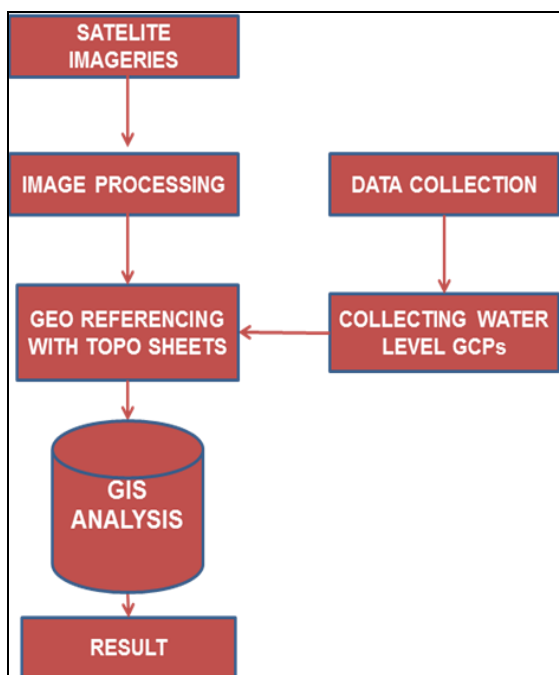 SATELITE
IMAGERIES
IMAGE PROCESSING
DATA COLLECTION
GEO REFERENCING
WITH TOPO SHEETS
COLLECTING WATER
LEVEL GCPs
GIS
ANALYSIS
RESULT